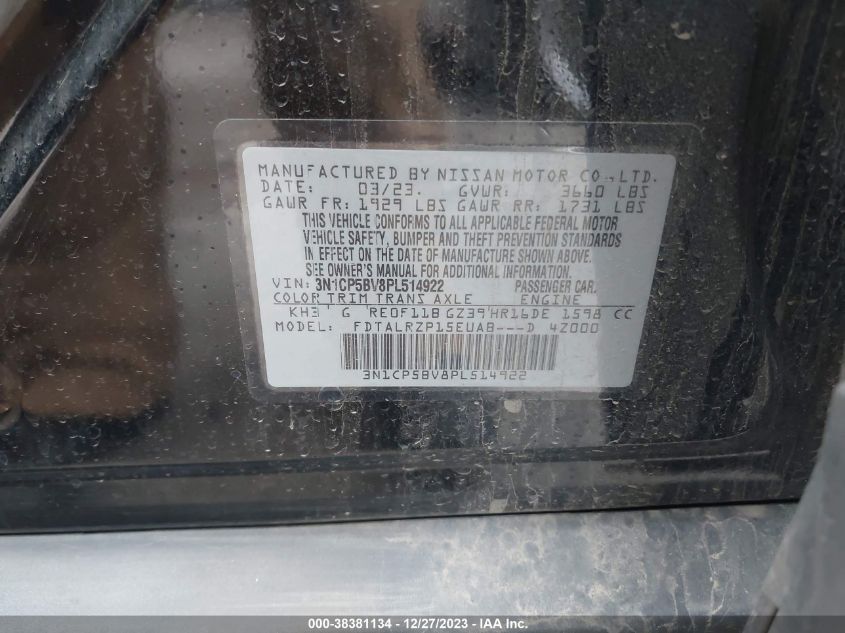 MANUFACTURED BY NISSAN MOTOR CO.,LTD.
DATE: 03/23. GVWR: 3660 LBS
GAWR FR: 1929 LBS GAWR RR: 1731 LBS
THIS VEHICLE CONFORMS TO ALL APPLICABLE FEDERAL MOTOR
VEHICLE SAFETY, BUMPER AND THEFT PREVENTION STANDARDS
IN EFFECT ON THE DATE OF MANUFACTURE SHOWN ABOVE.
SEE OWNER'S MANUAL FOR ADDITIONAL INFORMATION.
VIN: 3N1CP5BV8PL514922 PASSENGER CAR.
COLOR TRIM TRANS AXLE ENGINE
KH3 G RE0F11B GZ39 HR16DE 1598 CC
MODEL: FDTALRZP15EUAB---D 4Z000
3N1CP5BV8PL514922
000-38381134 - 12/27/2023 - IAAI.COM